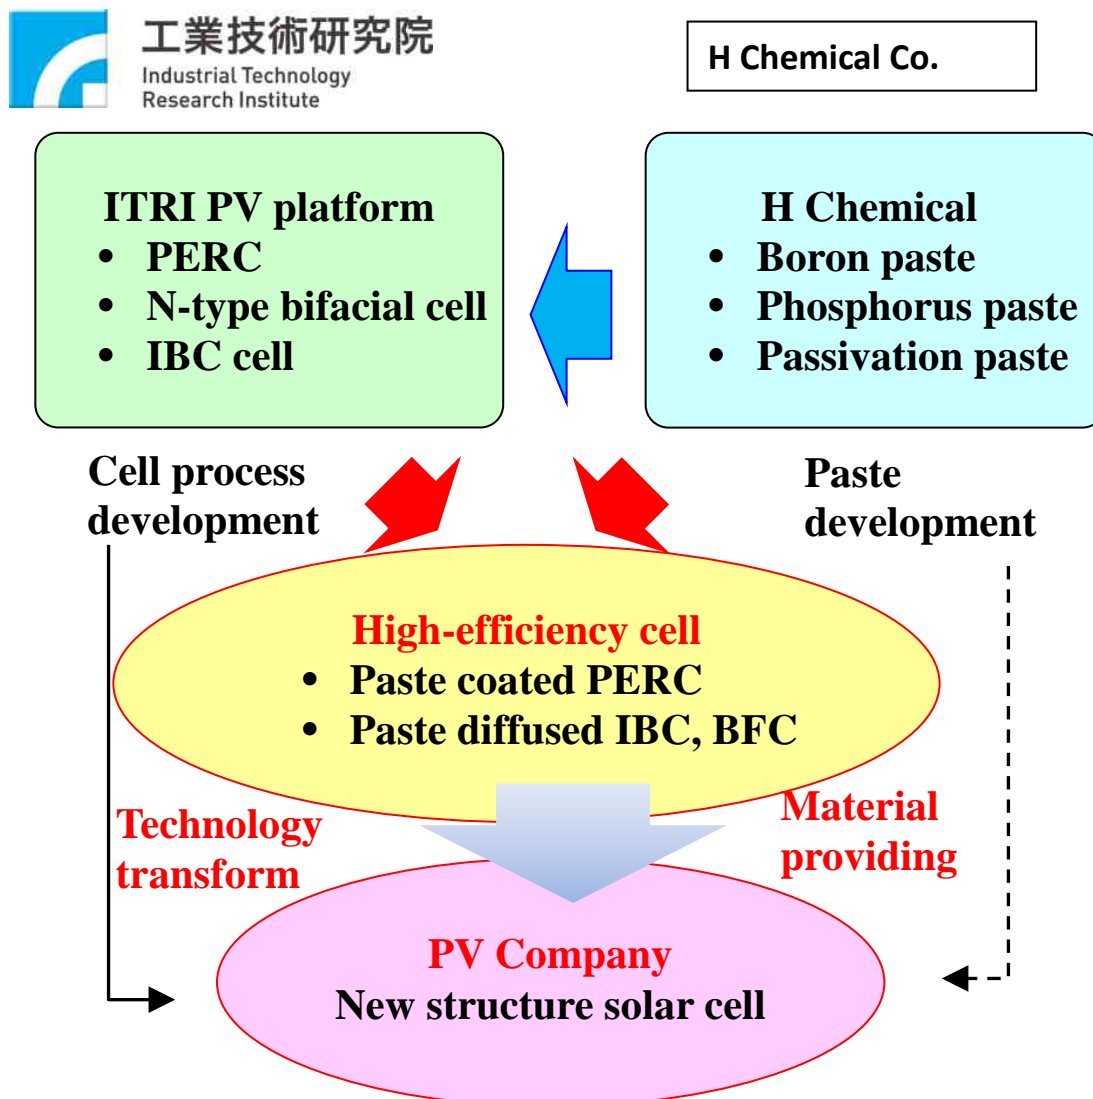 工業技術研究院
Industrial Technology
Research Institute
H Chemical Co.
ITRI PV platform
• PERC
• N-type bifacial cell
• IBC cell
H Chemical
• Boron paste
• Phosphorus paste
• Passivation paste
Cell process
development
Paste
development
High-efficiency cell
• Paste coated PERC
• Paste diffused IBC, BFC
Technology
transform
Material
providing
PV Company
New structure solar cell